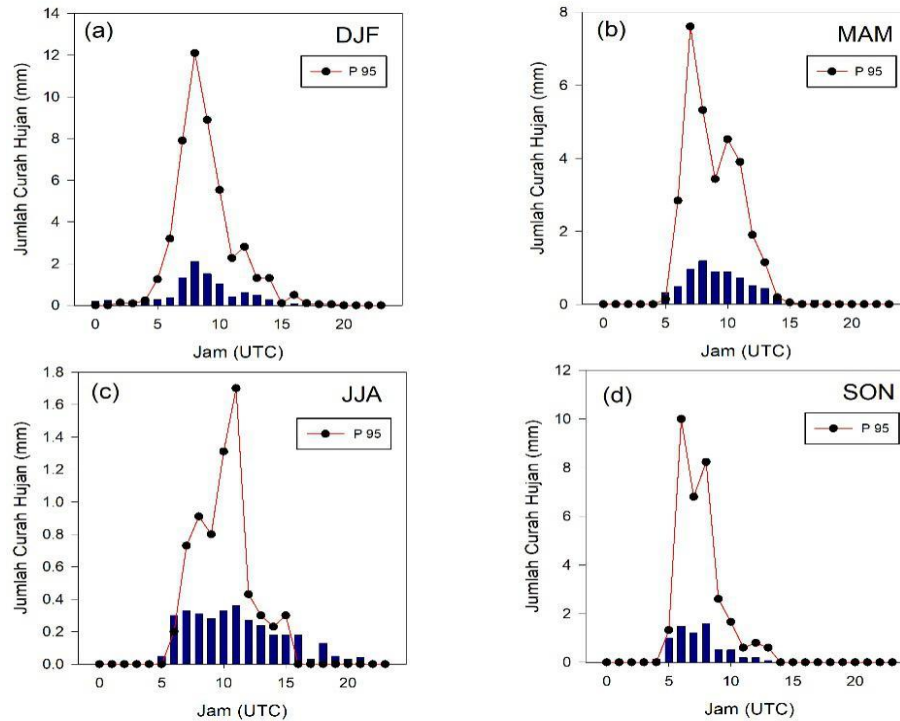 (a) DJF
P 95
Jumlah Curah Hujan (mm)
14
12
10
8
6
4
2
0
0 5 10 15 20
Jam (UTC)
(b) MAM
P 95
Jumlah Curah Hujan (mm)
8
6
4
2
0
0 5 10 15 20
Jam (UTC)
(c) JJA
P 95
Jumlah Curah Hujan (mm)
1.8
1.6
1.4
1.2
1.0
0.8
0.6
0.4
0.2
0.0
0 5 10 15 20
Jam (UTC)
(d) SON
P 95
Jumlah Curah Hujan (mm)
12
10
8
6
4
2
0
0 5 10 15 20
Jam (UTC)